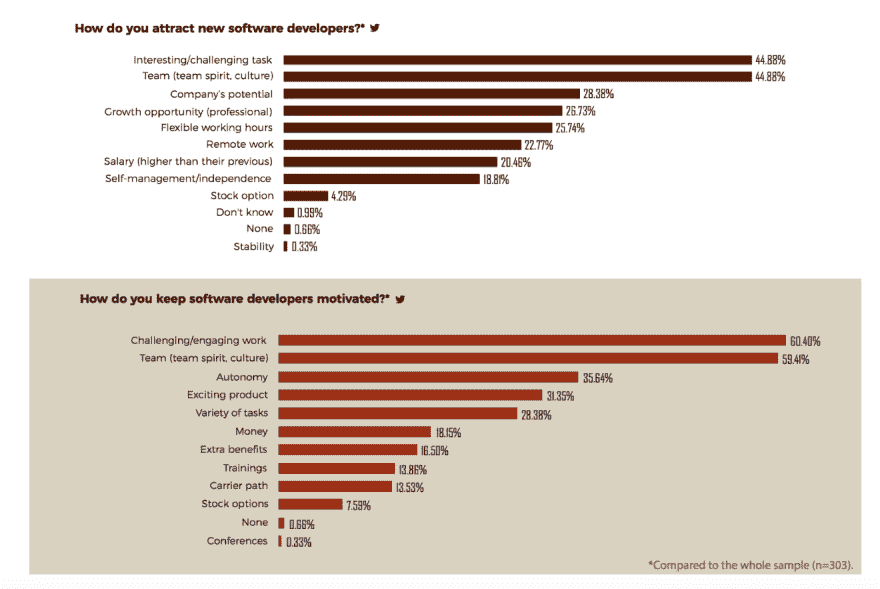 How do you attract new software developers?*
Interesting/challenging task 44.88%
Team (team spirit, culture) 44.88%
Company's potential 28.38%
Growth opportunity (professional) 26.73%
Flexible working hours 25.74%
Remote work 22.77%
Salary (higher than their previous) 20.46%
Self-management/independence 18.81%
Stock option 4.29%
Don't know 0.99%
None 0.66%
Stability 0.33%
How do you keep software developers motivated?*
Challenging/engaging work 60.40%
Team (team spirit, culture) 59.41%
Autonomy 35.64%
Exciting product 31.35%
Variety of tasks 28.38%
Money 18.15%
Extra benefits 16.50%
Trainings 13.86%
Carrier path 13.53%
Stock options 7.59%
None 0.66%
Conferences 0.33%
*Compared to the whole sample (n=303).